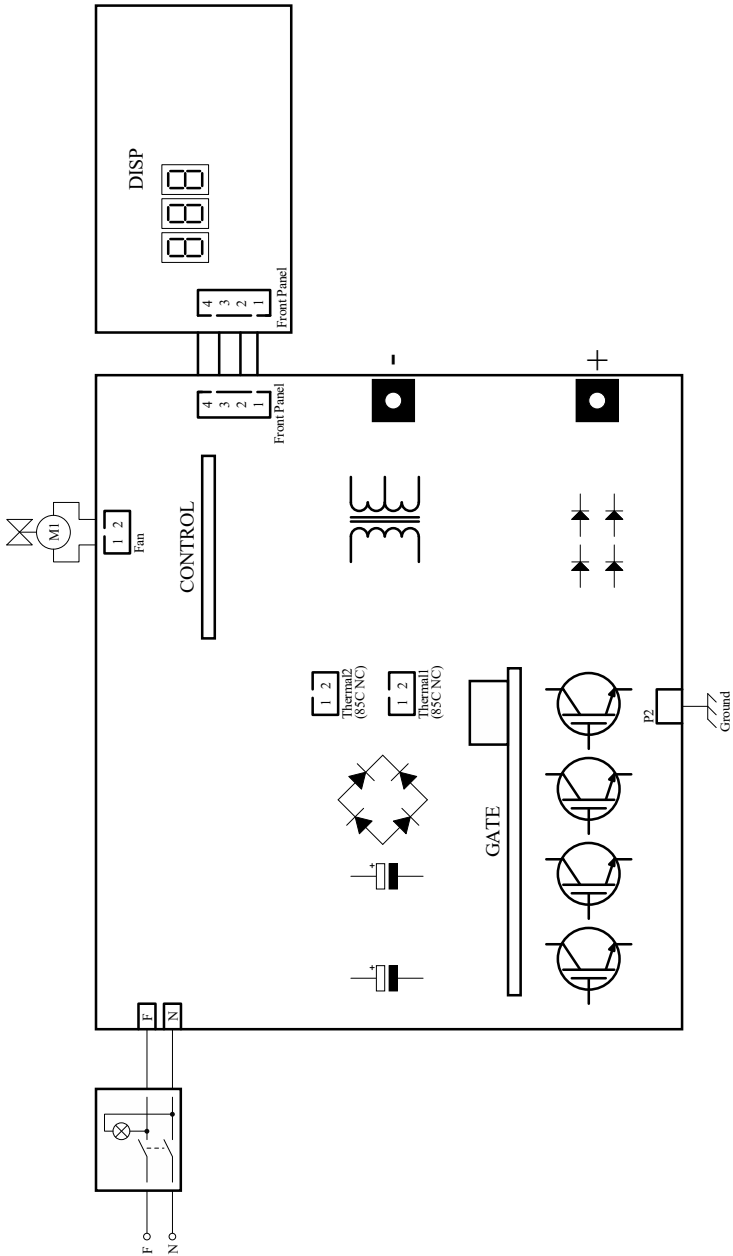 DISP
4
3
2
1
Front Panel
4
3
2
1
Front Panel
-
+
M1
1 2
Fan
CONTROL
1 2
Thermal2
(85C NC)
1 2
Thermal1
(85C NC)
GATE
+
+
P2
Ground
F
N
F
N